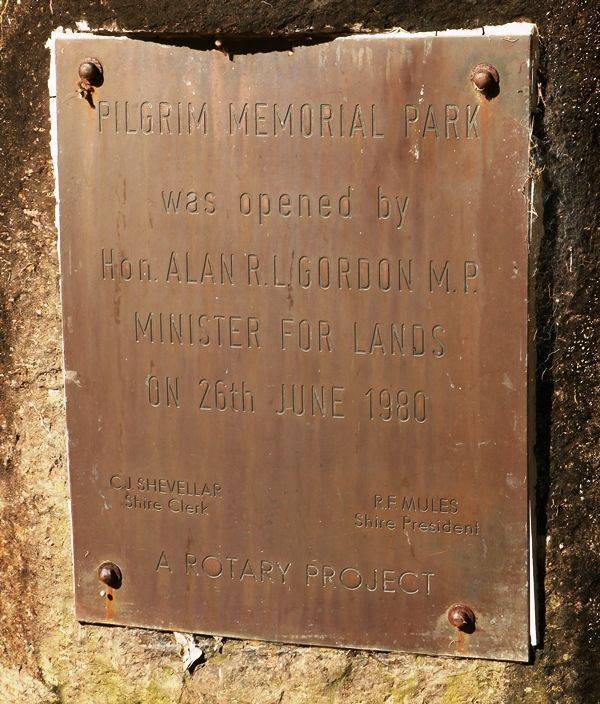 PILGRIM MEMORIAL PARK
was opened by
Hon. ALAN R.L. GORDON M.P.
MINISTER FOR LANDS
ON 26th JUNE 1980
C.J. SHEVELLAR
Shire Clerk
R.F. MULES
Shire President
A ROTARY PROJECT